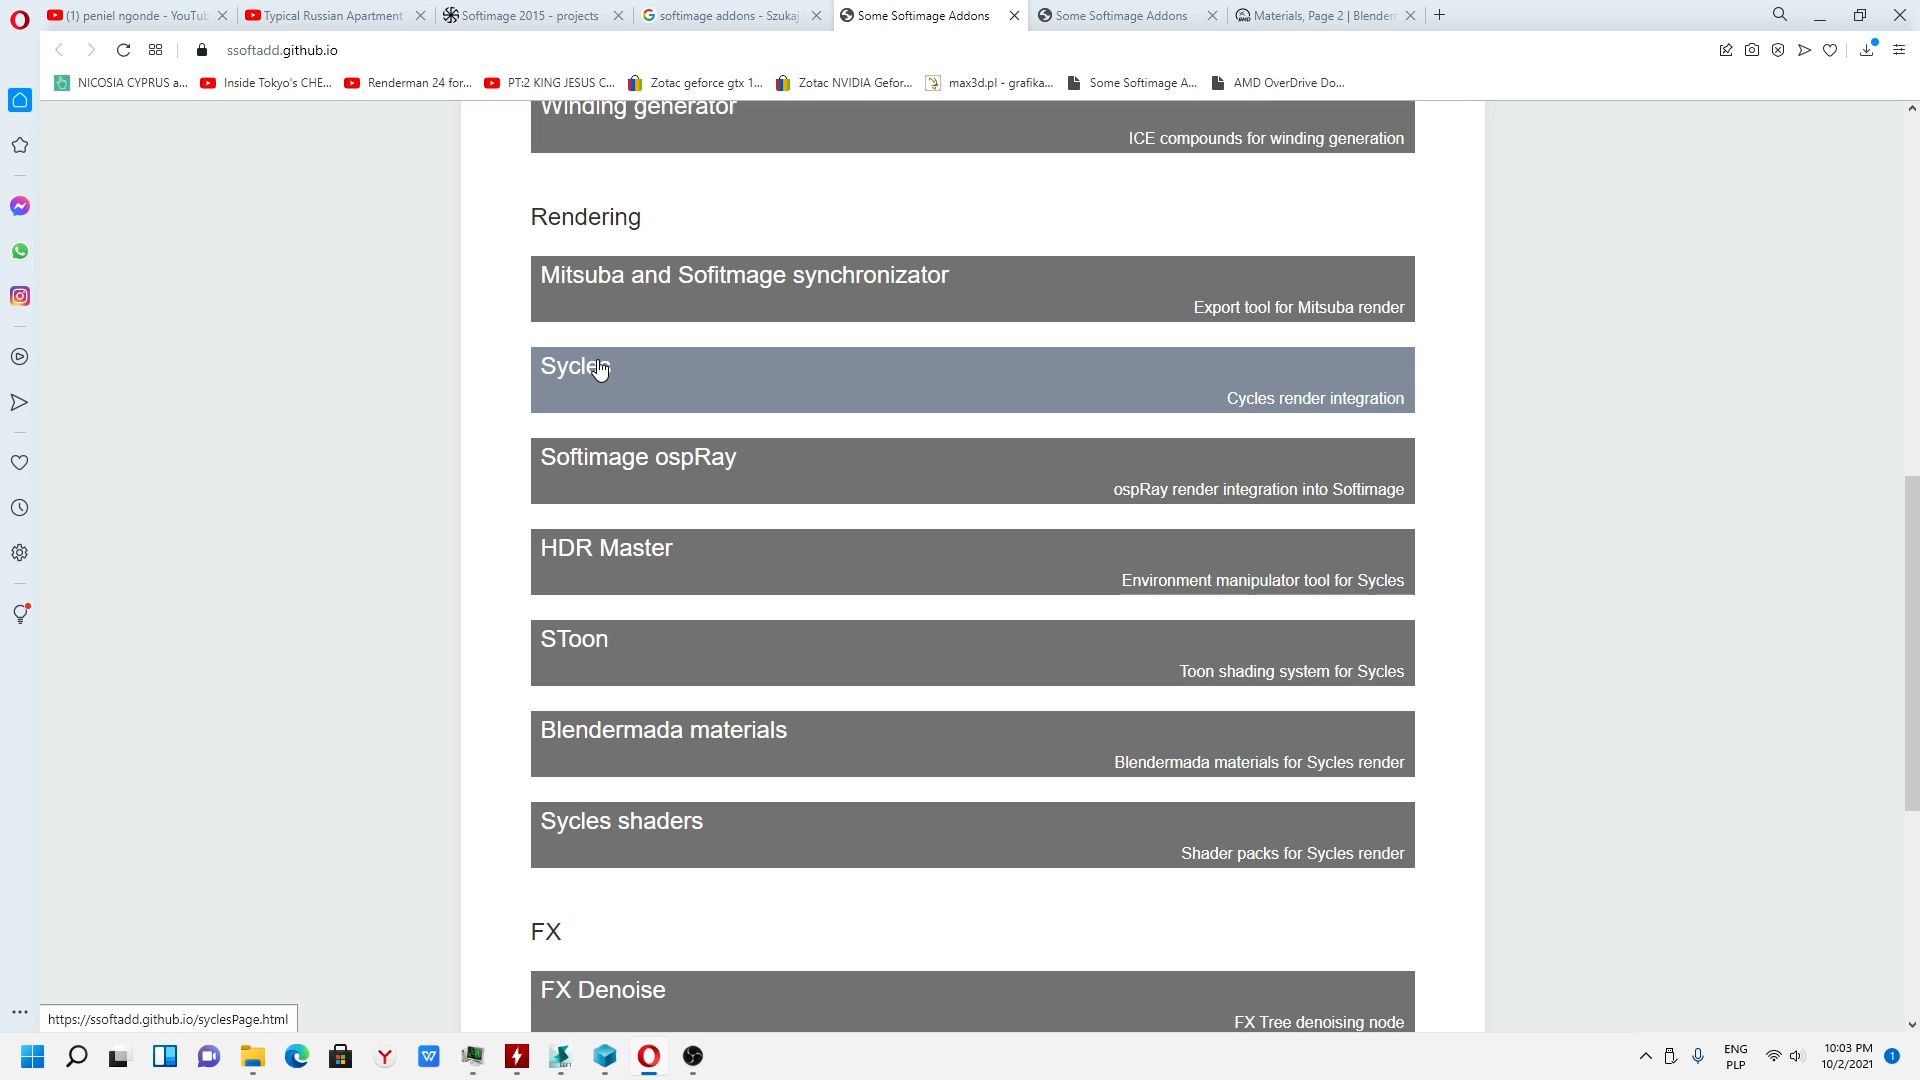 (1) peniel ngonde - YouTub
Typical Russian Apartment
Softimage 2015 - projects
softimage addons - Szukaj
Some Softimage Addons
Some Softimage Addons
Materials, Page 2 | Blender
ssoftadd.github.io
NICOSIA CYPRUS a...
Inside Tokyo's CHE...
Renderman 24 for...
PT:2 KING JESUS C...
Zotac geforce gtx 1...
Zotac NVIDIA Gefor...
max3d.pl - grafika...
Some Softimage A...
AMD OverDrive Do...
Winding generator
ICE compounds for winding generation
Rendering
Mitsuba and Sofitmage synchronizator
Export tool for Mitsuba render
Sycles
Cycles render integration
Softimage ospRay
ospRay render integration into Softimage
HDR Master
Environment manipulator tool for Sycles
SToon
Toon shading system for Sycles
Blendermada materials
Blendermada materials for Sycles render
Sycles shaders
Shader packs for Sycles render
FX
FX Denoise
FX Tree denoising node
https://ssoftadd.github.io/syclesPage.html
ENG
PLP
10:03 PM
10/2/2021
1